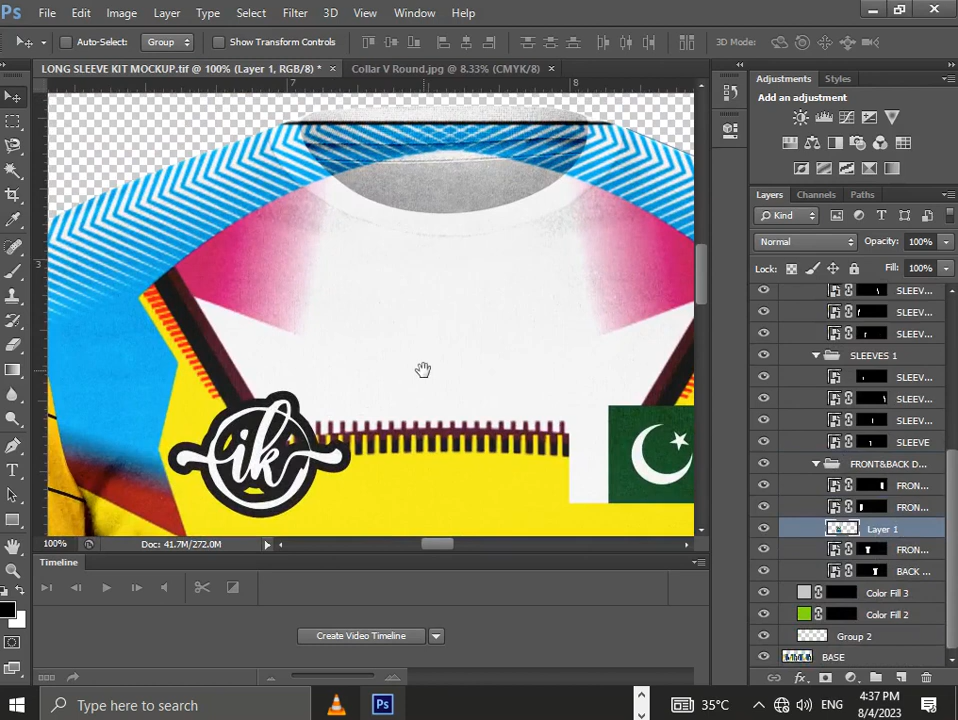 Ps File Edit Image Layer Type Select Filter 3D View Window Help
Auto-Select: Group Show Transform Controls 3D Mode:
LONG SLEEVE KIT MOCKUP.tif @ 100% (Layer 1, RGB/8) * × Collar V Round.jpg @ 8.33% (CMYK/8) ×
7 8
3
ik
100% Doc: 41.7M/272.0M
Timeline
Create Video Timeline
Adjustments Styles
Add an adjustment
Layers Channels Paths
Kind
Normal Opacity: 100%
Lock: Fill: 100%
SLEEV...
SLEEV...
SLEEV...
SLEEVES 1
SLEEV...
SLEEV...
SLEEV...
SLEEVE
FRONT&BACK D...
FRON...
FRON...
Layer 1
FRON...
BACK ...
Color Fill 3
Color Fill 2
Group 2
BASE
Type here to search
Ps
35°C
ENG
4:37 PM
8/4/2023